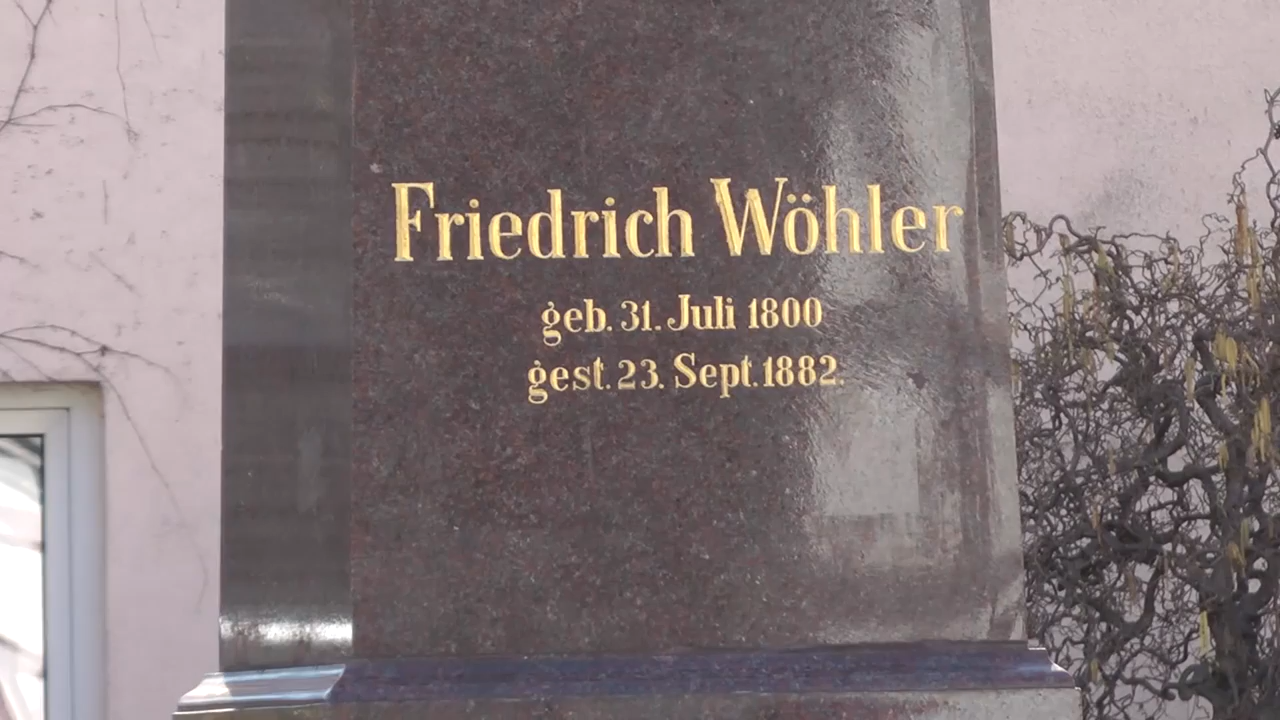 Friedrich Wöhler
geb. 31. Juli 1800
gest. 23. Sept. 1882.